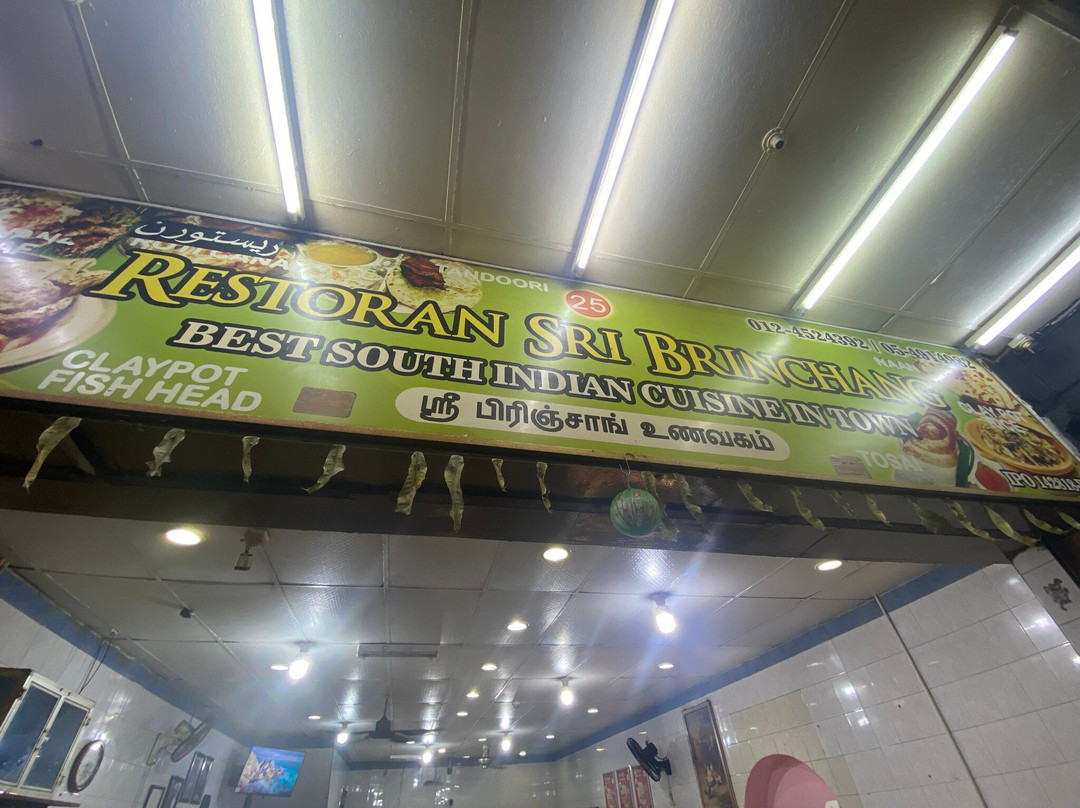 ريستورن
TANDOORI
25
012-4524392
RESTORAN SRI BRINCHANG
BEST SOUTH INDIAN CUISINE IN TOWN
CLAYPOT
FISH HEAD
ஸ்ரீ பிரிஞ்சாங் உணவகம்
TOSAI